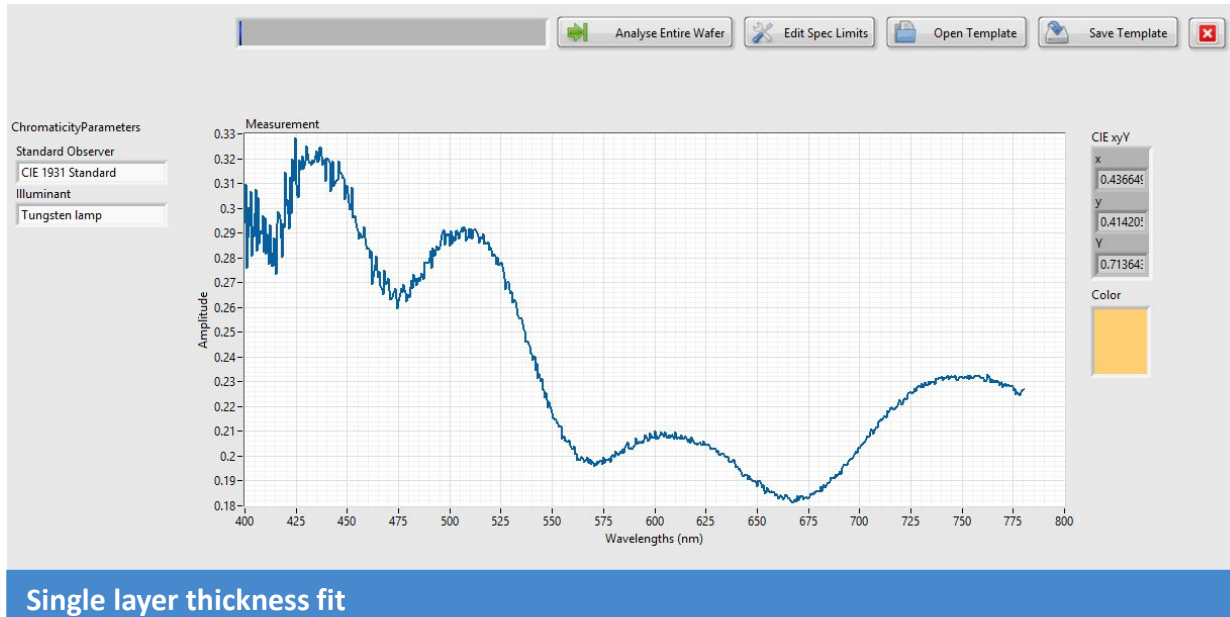 Analyse Entire Wafer Edit Spec Limits Open Template Save Template
ChromaticityParameters
Standard Observer
CIE 1931 Standard
Illuminant
Tungsten lamp
Measurement
Amplitude
0.33
0.32
0.31
0.3
0.29
0.28
0.27
0.26
0.25
0.24
0.23
0.22
0.21
0.2
0.19
0.18
400 425 450 475 500 525 550 575 600 625 650 675 700 725 750 775 800
Wavelengths (nm)
CIE xyY
x
0.436649
y
0.41420
Y
0.71364
Color
Single layer thickness fit